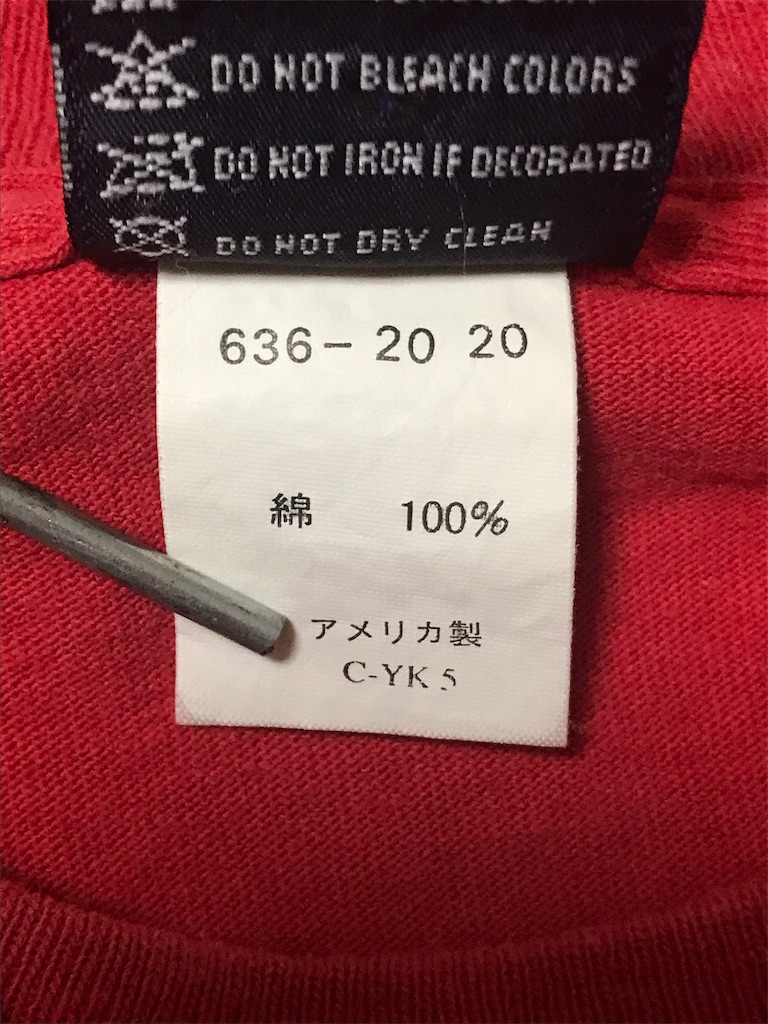 DO NOT BLEACH COLORS
DO NOT IRON IF DECORATED
DO NOT DRY CLEAN
636- 20 20
綿 100%
アメリカ製
C-YK 5